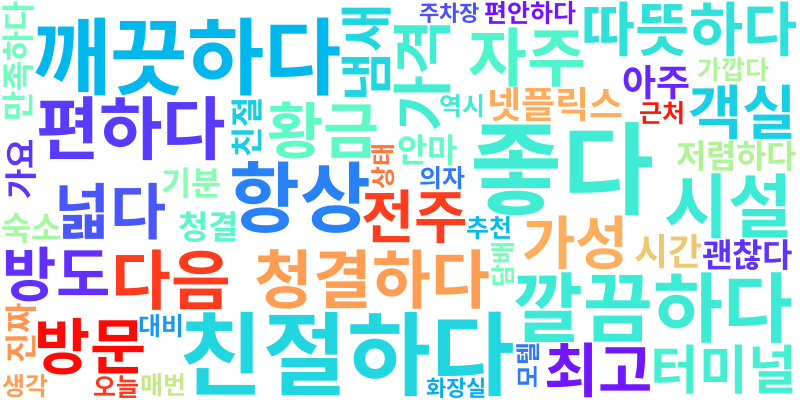 만족하다
깨끗하다
냄새
가격
주차장
편안하다
자주
따뜻하다
아주
가깝다
편하다
친절
황금
안마
역시
넷플릭스
근처
객실
가요
넓다
기분
청결
항상
상태
의자
전주
추천
좋다
저렴하다
시설
숙소
방도
다음
청결하다
담배
가성
시간
괜찮다
진짜
방문
대비
친절하다
깔끔하다
생각
오늘
매번
화장실
모텔
최고
터미널